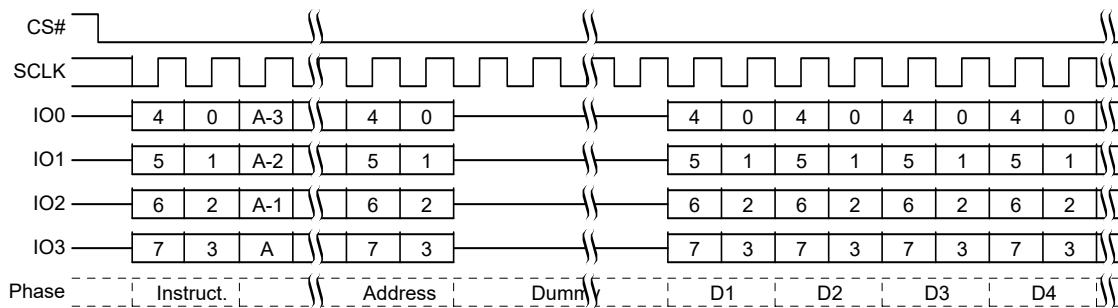 CS#
SCLK
IO0 4 0 A-3 4 0 4 0 4 0 4 0 4 0
IO1 5 1 A-2 5 1 5 1 5 1 5 1 5 1
IO2 6 2 A-1 6 2 6 2 6 2 6 2 6 2
IO3 7 3 A 7 3 7 3 7 3 7 3 7 3
Phase Instruct. Address Dummy D1 D2 D3 D4